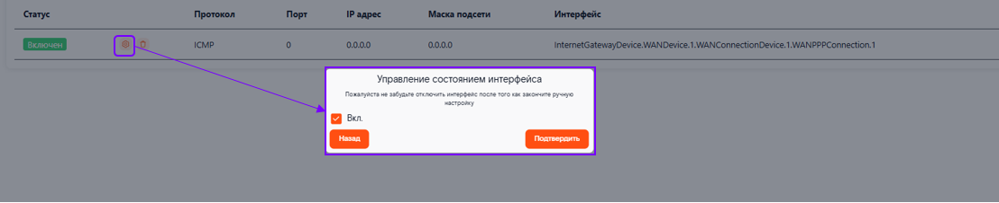 Статус Протокол Порт IP адрес Маска подсети Интерфейс
Включен ICMP 0 0.0.0.0 0.0.0.0 InternetGatewayDevice.WANDevice.1.WANConnectionDevice.1.WANPPPConnection.1
Управление состоянием интерфейса
Пожалуйста не забудьте отключить интерфейс после того как закончите ручную
настройку
Вкл.
Назад Подтвердить